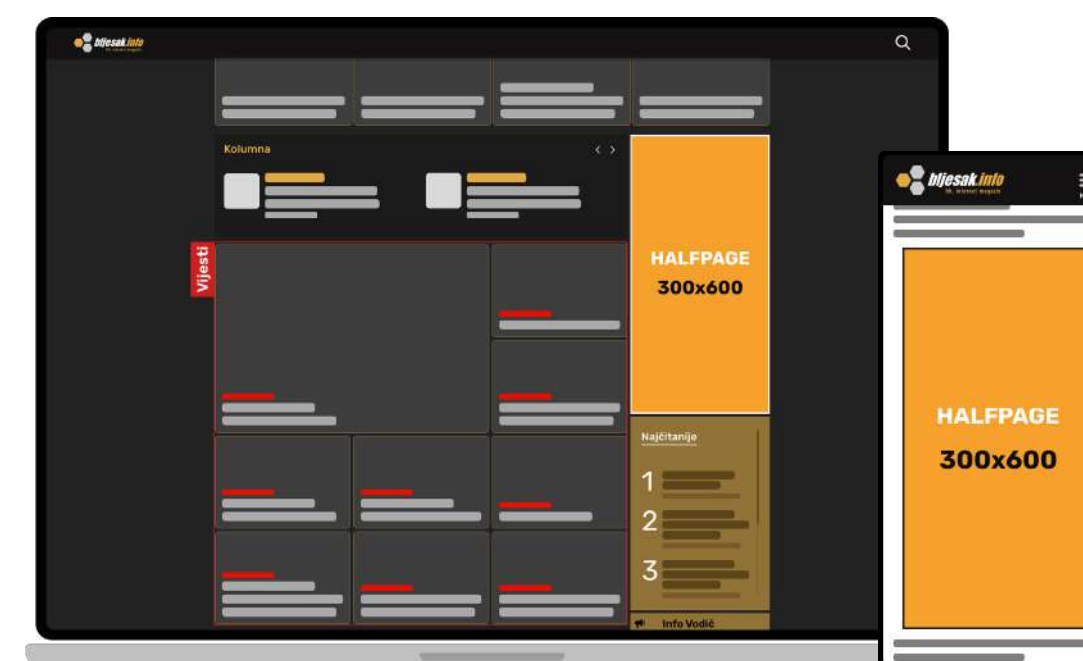 bljesak.info
Kolumna
Vijesti
HALFPAGE
300x600
Najčitanije
1
2
3
Info Vodič
bljesak.info
HALFPAGE
300x600